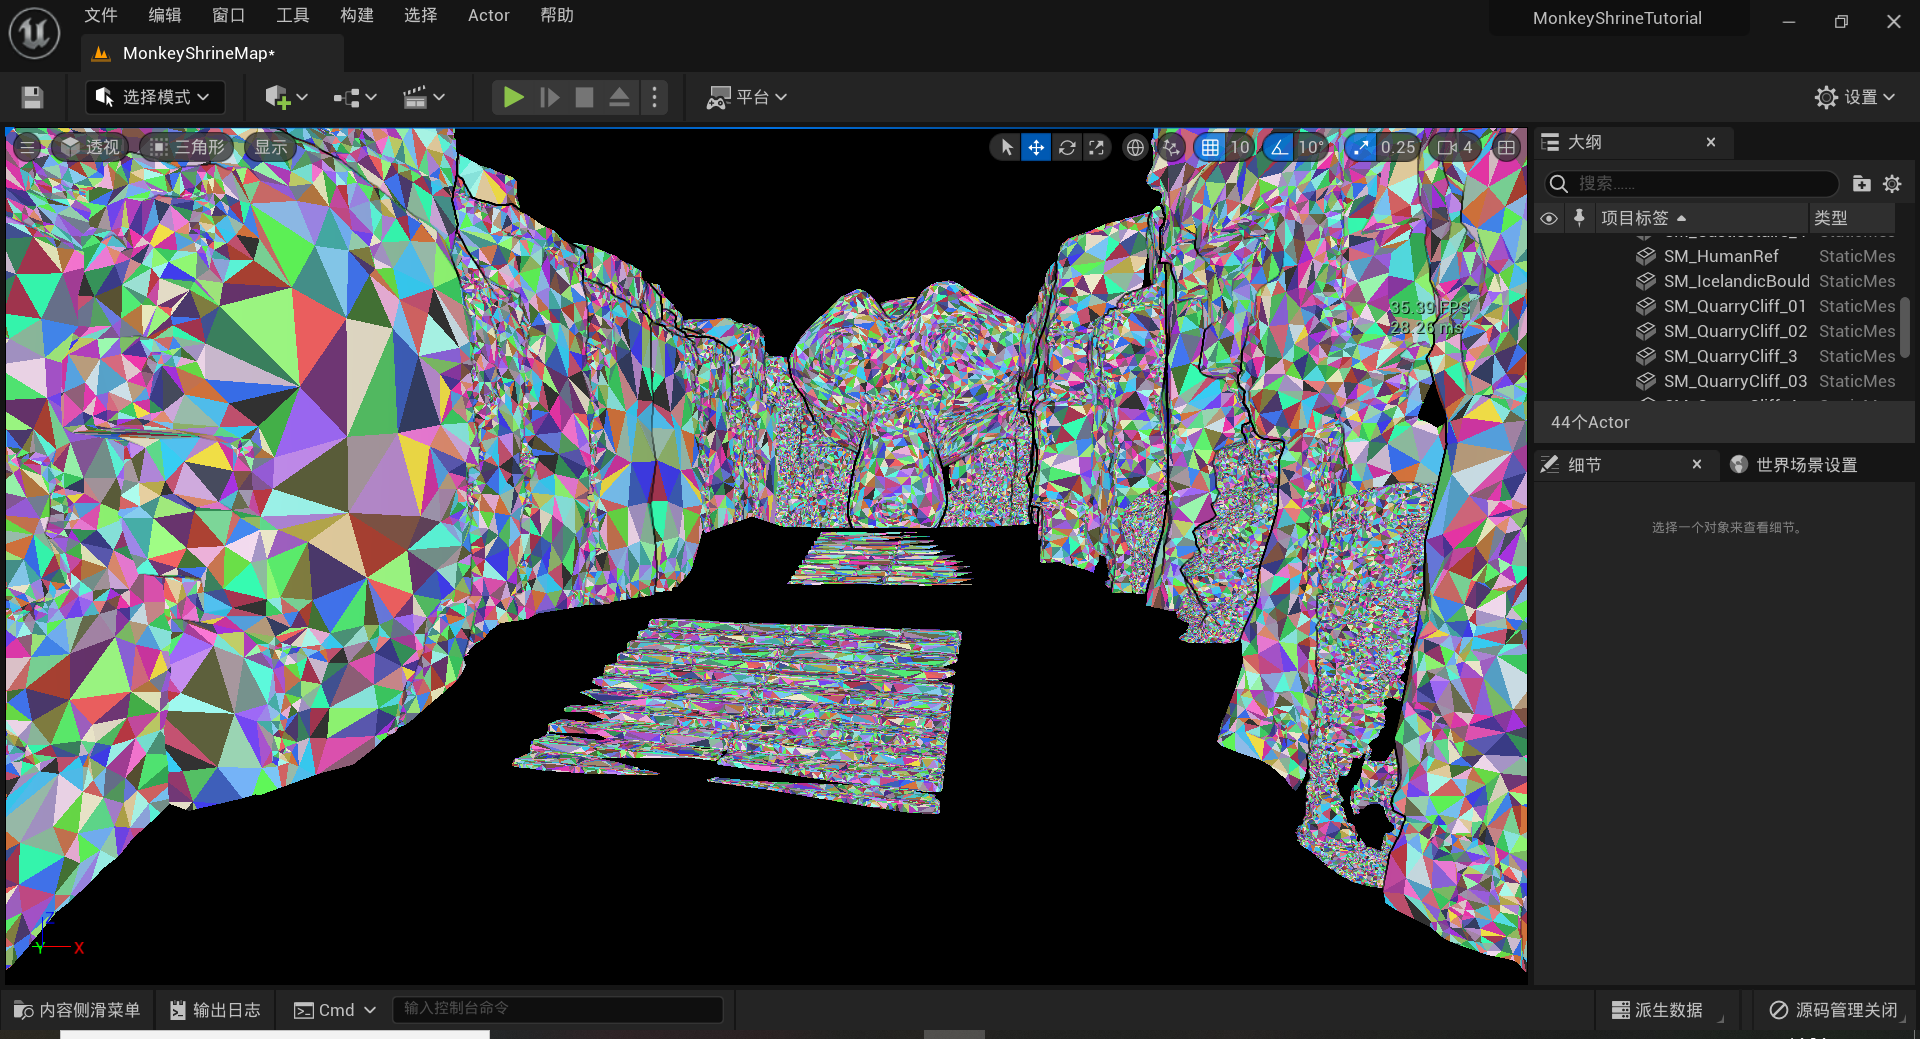 文件 编辑 窗口 工具 构建 选择 Actor 帮助
MonkeyShrineTutorial
MonkeyShrineMap*
选择模式
平台
设置
透视 三角形 显示
10 10° 0.25 4
35.39 FPS
28.26 ms
Z
Y X
大纲
搜索......
项目标签 类型
SM_HumanRef StaticMes
SM_IcelandicBould StaticMes
SM_QuarryCliff_01 StaticMes
SM_QuarryCliff_02 StaticMes
SM_QuarryCliff_3 StaticMes
SM_QuarryCliff_03 StaticMes
44个Actor
细节 世界场景设置
选择一个对象来查看细节。
内容侧滑菜单 输出日志 Cmd 输入控制台命令 派生数据 源码管理关闭